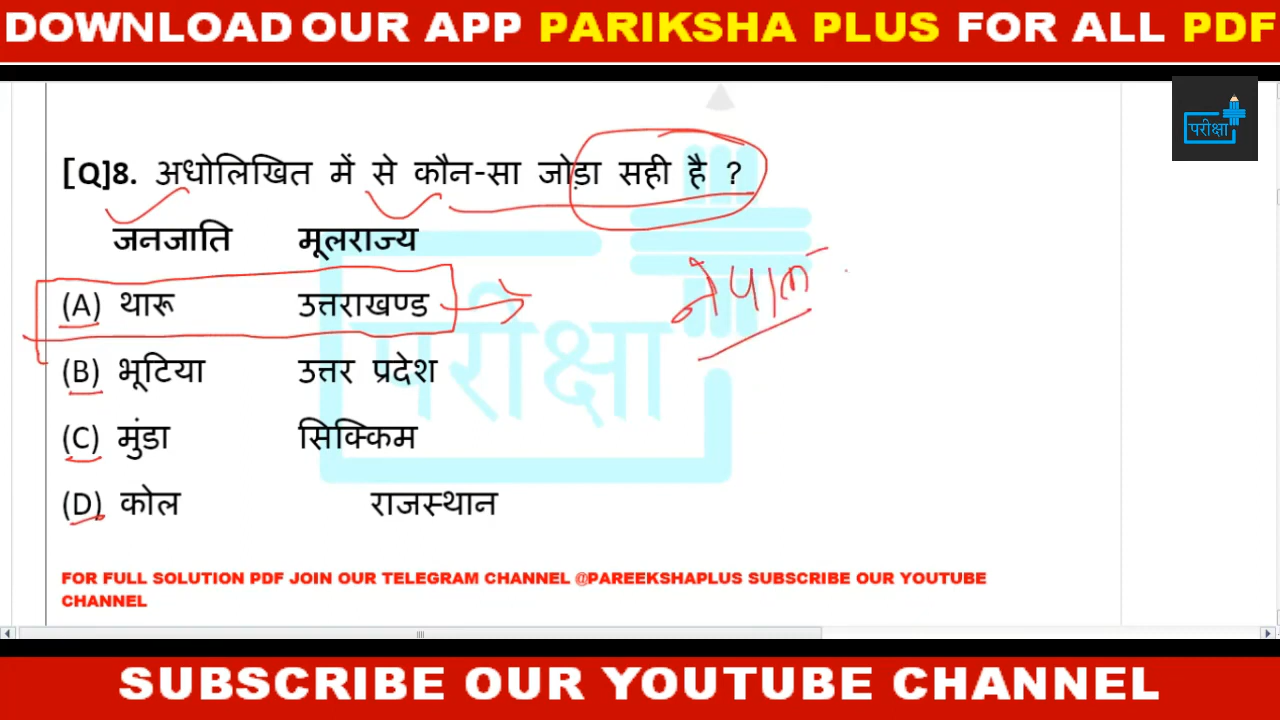 DOWNLOAD OUR APP PARIKSHA PLUS FOR ALL PDF
परीक्षा
[Q]8. अधोलिखित में से कौन-सा जोड़ा सही है ?
जनजाति मूलराज्य
(A) थारू उत्तराखण्ड
नेपाल
(B) भूटिया उत्तर प्रदेश
परीक्षा
(C) मुंडा सिक्किम
(D) कोल राजस्थान
FOR FULL SOLUTION PDF JOIN OUR TELEGRAM CHANNEL @PAREEKSHAPLUS SUBSCRIBE OUR YOUTUBE
CHANNEL
SUBSCRIBE OUR YOUTUBE CHANNEL